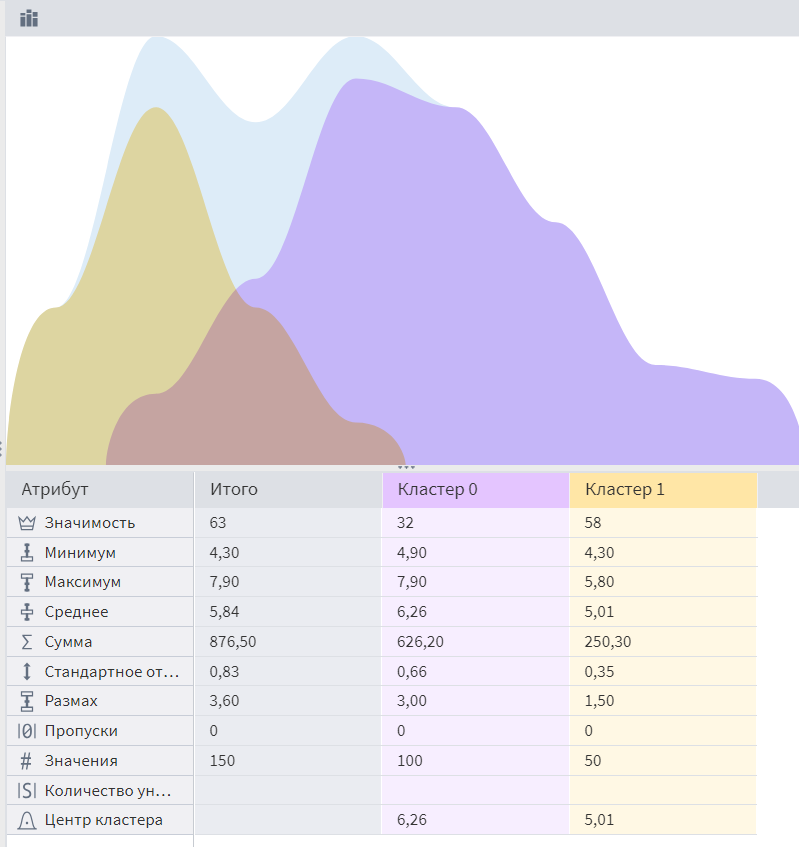 Атрибут Итого Кластер 0 Кластер 1
Значимость 63 32 58
Минимум 4,30 4,90 4,30
Максимум 7,90 7,90 5,80
Среднее 5,84 6,26 5,01
Σ Сумма 876,50 626,20 250,30
Стандартное от... 0,83 0,66 0,35
Размах 3,60 3,00 1,50
|0| Пропуски 0 0 0
# Значения 150 100 50
|S| Количество ун...
Центр кластера 6,26 5,01